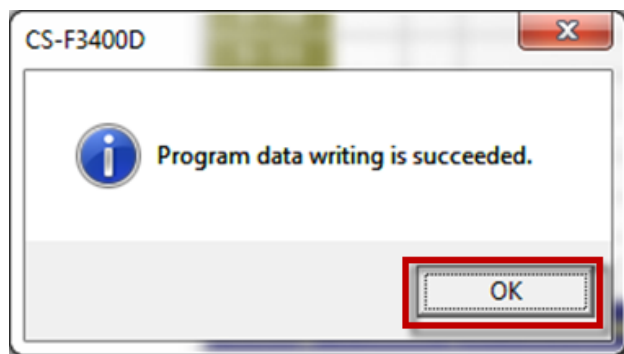 CS-F3400D
Program data writing is succeeded.
OK